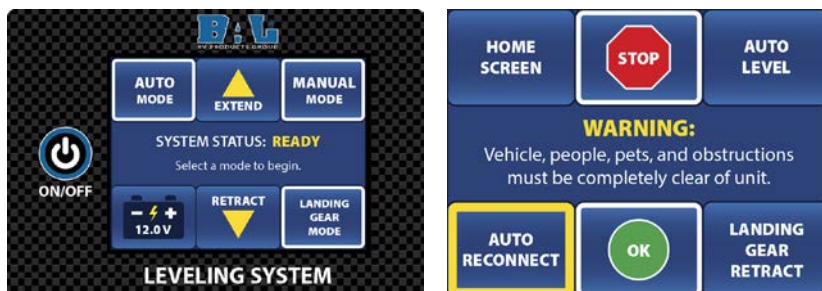 BAL
RV PRODUCTS GROUP
AUTO
MODE
EXTEND
MANUAL
MODE
SYSTEM STATUS: READY
Select a mode to begin.
ON/OFF
12.0 V
RETRACT
LANDING
GEAR
MODE
LEVELING SYSTEM
HOME
SCREEN
STOP
AUTO
LEVEL
WARNING:
Vehicle, people, pets, and obstructions
must be completely clear of unit.
AUTO
RECONNECT
OK
LANDING
GEAR
RETRACT